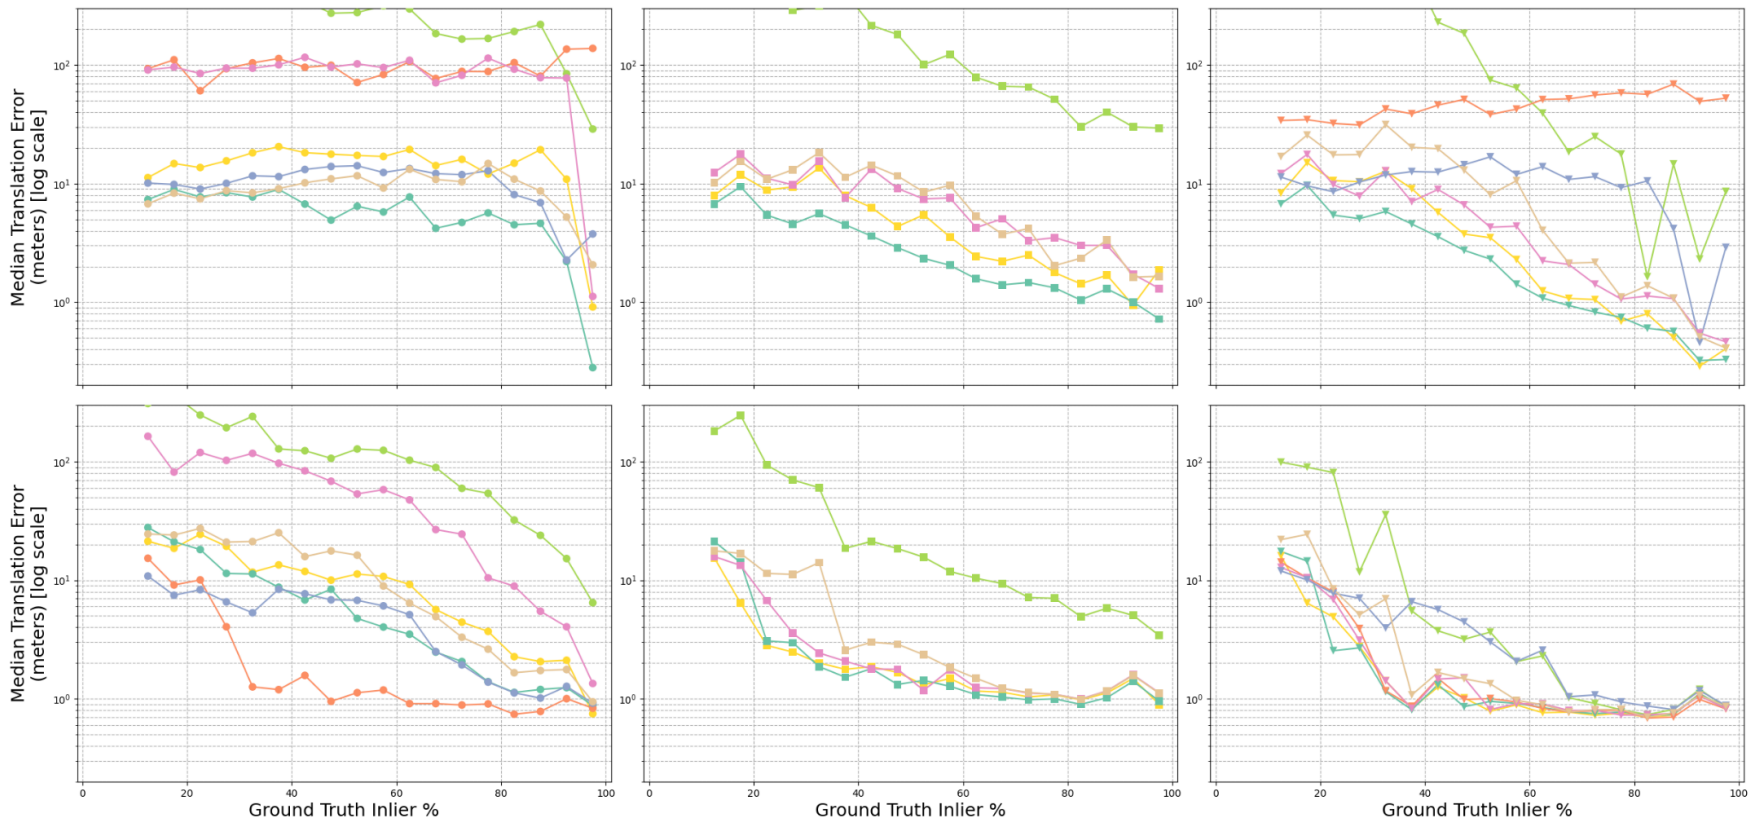 Median Translation Error
(meters) [log scale]
10²
10¹
10⁰
10²
10¹
10⁰
10²
10¹
10⁰
Median Translation Error
(meters) [log scale]
10²
10¹
10⁰
10²
10¹
10⁰
10²
10¹
10⁰
0 20 40 60 80 100
0 20 40 60 80 100
0 20 40 60 80 100
Ground Truth Inlier %
Ground Truth Inlier %
Ground Truth Inlier %